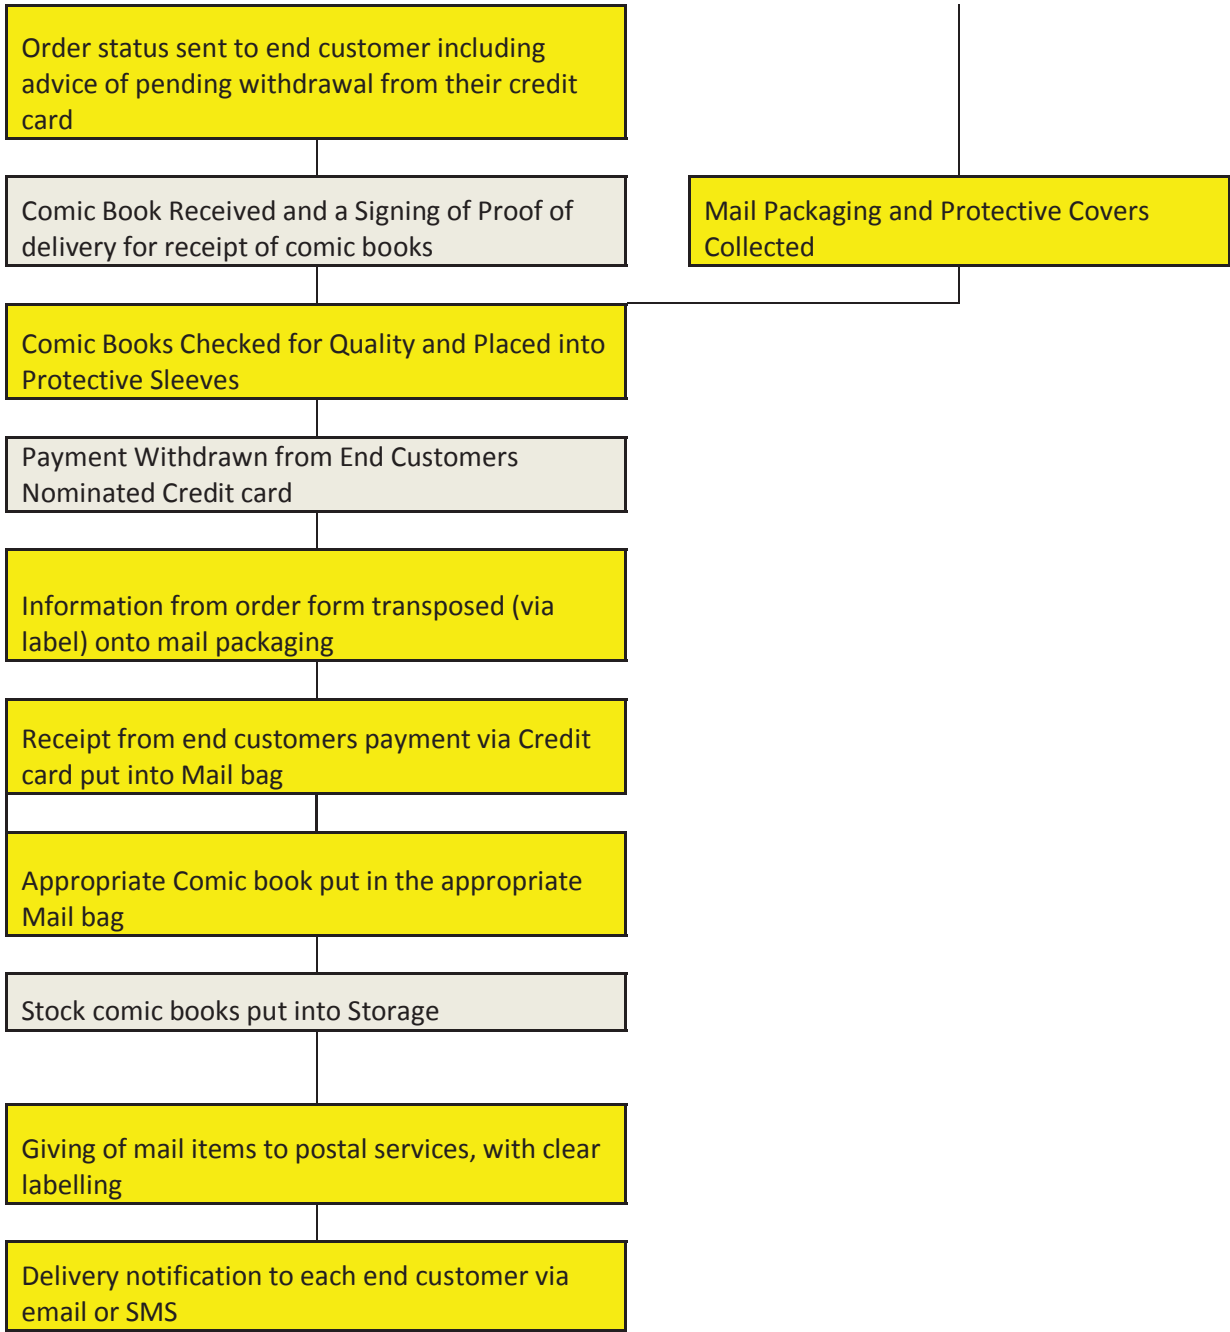 Order status sent to end customer including
advice of pending withdrawal from their credit
card
Comic Book Received and a Signing of Proof of
delivery for receipt of comic books
Mail Packaging and Protective Covers
Collected
Comic Books Checked for Quality and Placed into
Protective Sleeves
Payment Withdrawn from End Customers
Nominated Credit card
Information from order form transposed (via
label) onto mail packaging
Receipt from end customers payment via Credit
card put into Mail bag
Appropriate Comic book put in the appropriate
Mail bag
Stock comic books put into Storage
Giving of mail items to postal services, with clear
labelling
Delivery notification to each end customer via
email or SMS